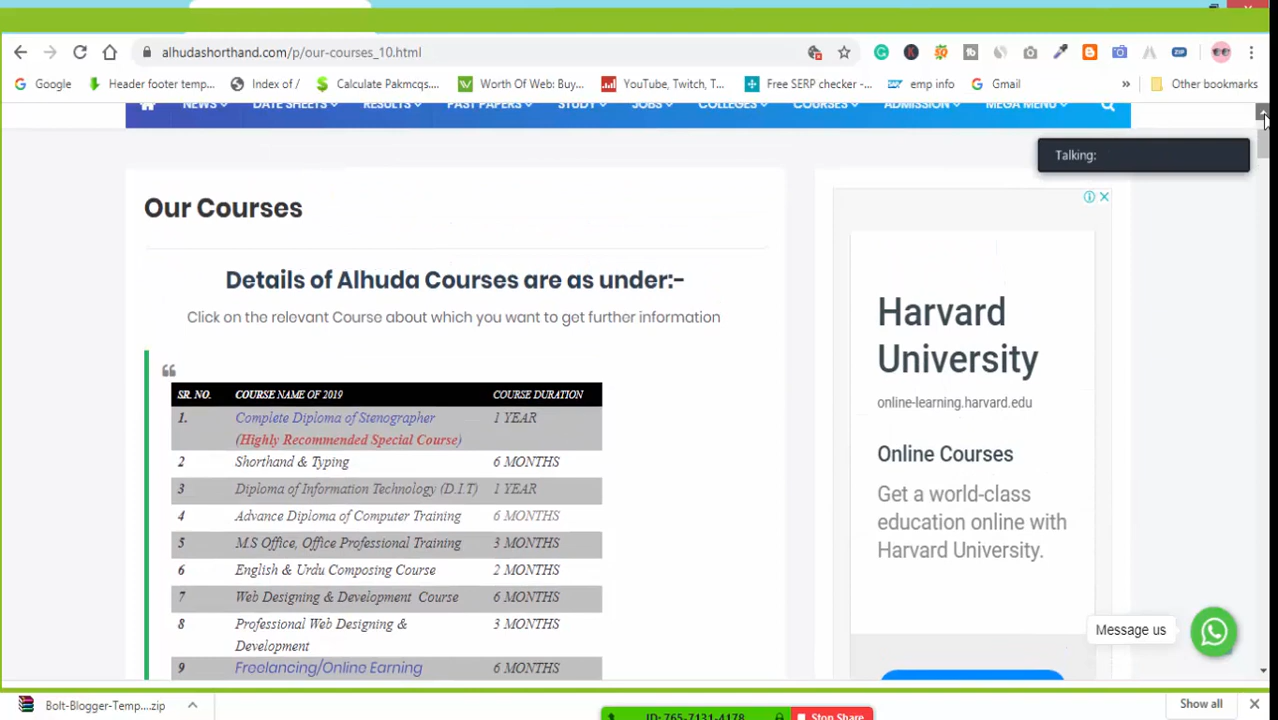 alhudashorthand.com/p/our-courses_10.html
Google
Header footer temp...
Index of /
Calculate Pakmcqs....
Worth Of Web: Buy...
YouTube, Twitch, T...
Free SERP checker -...
emp info
Gmail
»
Other bookmarks
NEWS
DATE SHEETS
RESULTS
PAST PAPERS
STUDY
JOBS
COLLEGES
COURSES
ADMISSION
MEGA MENU
Talking:
Our Courses
Details of Alhuda Courses are as under:-
Click on the relevant Course about which you want to get further information
SR. NO. COURSE NAME OF 2019 COURSE DURATION
1. Complete Diploma of Stenographer 1 YEAR
(Highly Recommended Special Course)
2 Shorthand & Typing 6 MONTHS
3 Diploma of Information Technology (D.I.T) 1 YEAR
4 Advance Diploma of Computer Training 6 MONTHS
5 M.S Office, Office Professional Training 3 MONTHS
6 English & Urdu Composing Course 2 MONTHS
7 Web Designing & Development Course 6 MONTHS
8 Professional Web Designing & 3 MONTHS
Development
9 Freelancing/Online Earning 6 MONTHS
Harvard
University
online-learning.harvard.edu
Online Courses
Get a world-class
education online with
Harvard University.
Message us
Bolt-Blogger-Temp....zip
Show all
ID: 765-7131-4178
Stop Share